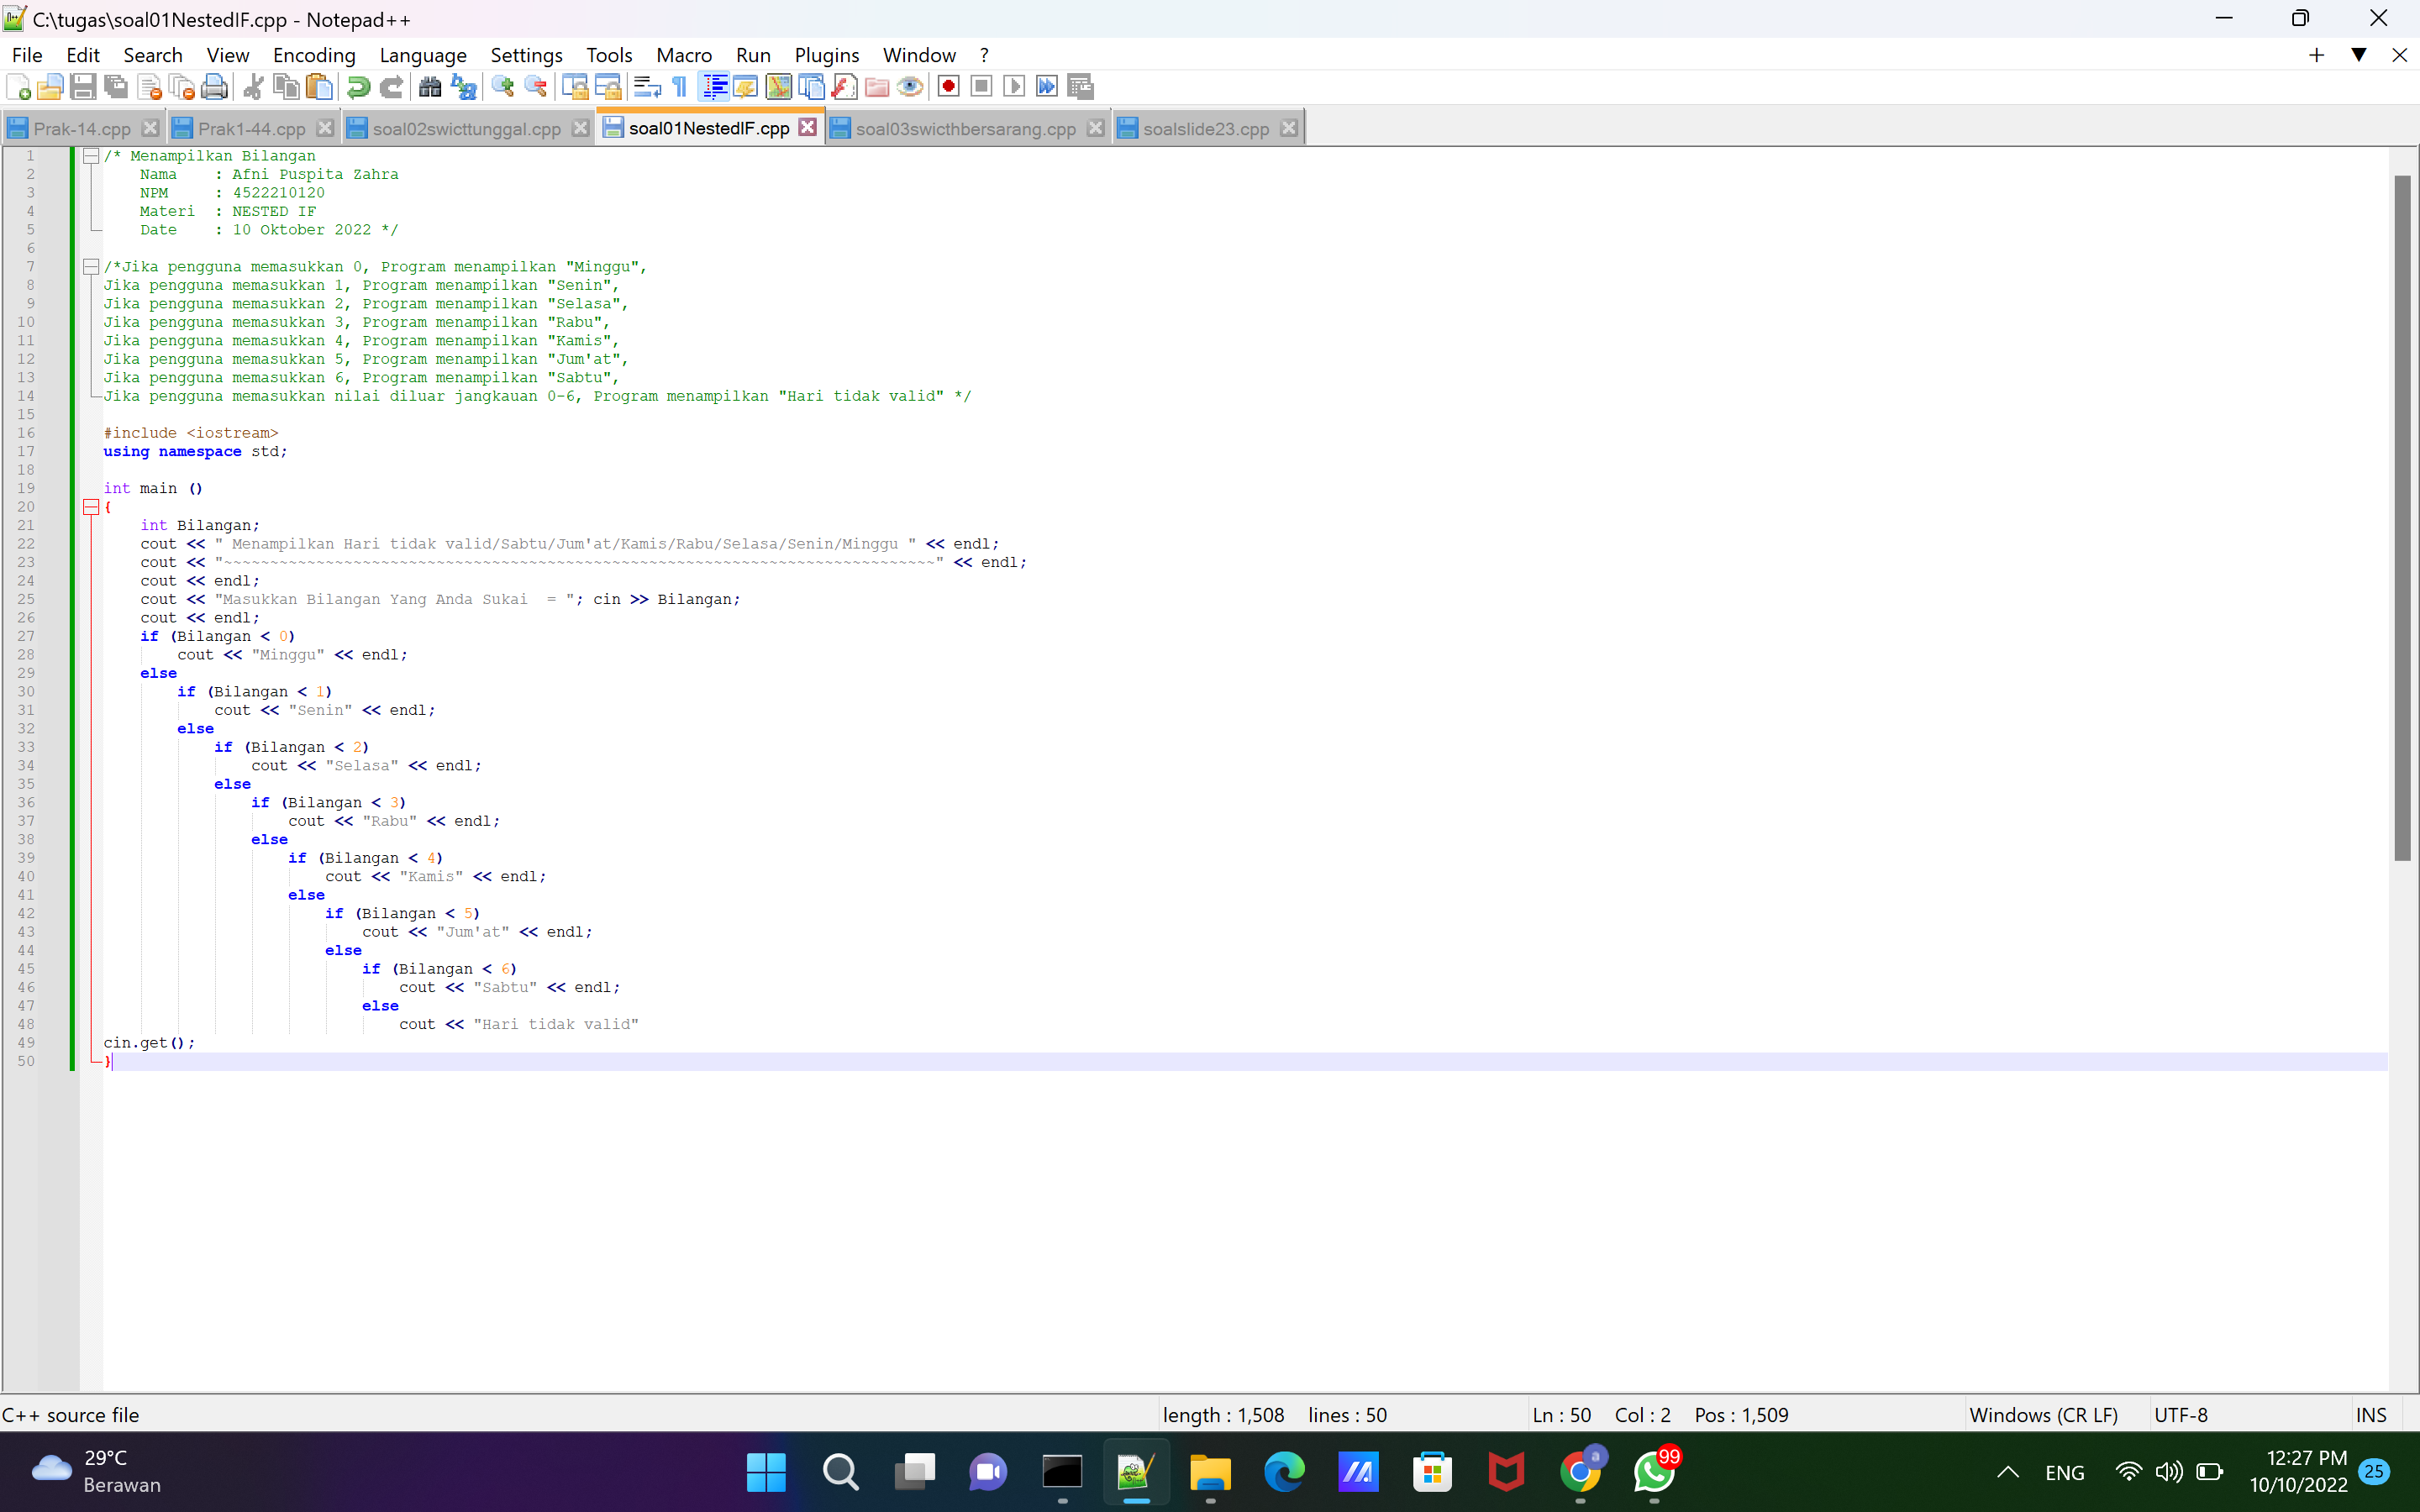 C:\tugas\soal01NestedIF.cpp - Notepad++
File Edit Search View Encoding Language Settings Tools Macro Run Plugins Window ?
Prak-14.cpp Prak1-44.cpp soal02swicttunggal.cpp soal01NestedIF.cpp soal03swicthbersarang.cpp soalslide23.cpp
1 /* Menampilkan Bilangan
2 Nama : Afni Puspita Zahra
3 NPM : 4522210120
4 Materi : NESTED IF
5 Date : 10 Oktober 2022 */
6
7 /*Jika pengguna memasukkan 0, Program menampilkan "Minggu",
8 Jika pengguna memasukkan 1, Program menampilkan "Senin",
9 Jika pengguna memasukkan 2, Program menampilkan "Selasa",
10 Jika pengguna memasukkan 3, Program menampilkan "Rabu",
11 Jika pengguna memasukkan 4, Program menampilkan "Kamis",
12 Jika pengguna memasukkan 5, Program menampilkan "Jum'at",
13 Jika pengguna memasukkan 6, Program menampilkan "Sabtu",
14 Jika pengguna memasukkan nilai diluar jangkauan 0-6, Program menampilkan "Hari tidak valid" */
15
16 #include <iostream>
17 using namespace std;
18
19 int main ()
20 {
21 int Bilangan;
22 cout << " Menampilkan Hari tidak valid/Sabtu/Jum'at/Kamis/Rabu/Selasa/Senin/Minggu " << endl;
23 cout << "~~~~~~~~~~~~~~~~~~~~~~~~~~~~~~~~~~~~~~~~~~~~~~~~~~~~~~~~~~~~~~~~~~~~~~~~~~~~~" << endl;
24 cout << endl;
25 cout << "Masukkan Bilangan Yang Anda Sukai  = "; cin >> Bilangan;
26 cout << endl;
27 if (Bilangan < 0)
28 cout << "Minggu" << endl;
29 else
30 if (Bilangan < 1)
31 cout << "Senin" << endl;
32 else
33 if (Bilangan < 2)
34 cout << "Selasa" << endl;
35 else
36 if (Bilangan < 3)
37 cout << "Rabu" << endl;
38 else
39 if (Bilangan < 4)
40 cout << "Kamis" << endl;
41 else
42 if (Bilangan < 5)
43 cout << "Jum'at" << endl;
44 else
45 if (Bilangan < 6)
46 cout << "Sabtu" << endl;
47 else
48 cout << "Hari tidak valid"
49 cin.get();
50 }
C++ source file length : 1,508 lines : 50 Ln : 50 Col : 2 Pos : 1,509 Windows (CR LF) UTF-8 INS
29°C
Berawan
99
a
ENG
12:27 PM
10/10/2022
25